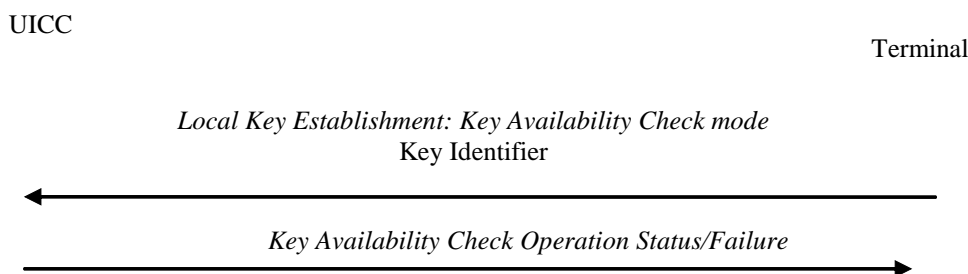 UICC
Terminal
Local Key Establishment: Key Availability Check mode
Key Identifier
Key Availability Check Operation Status/Failure